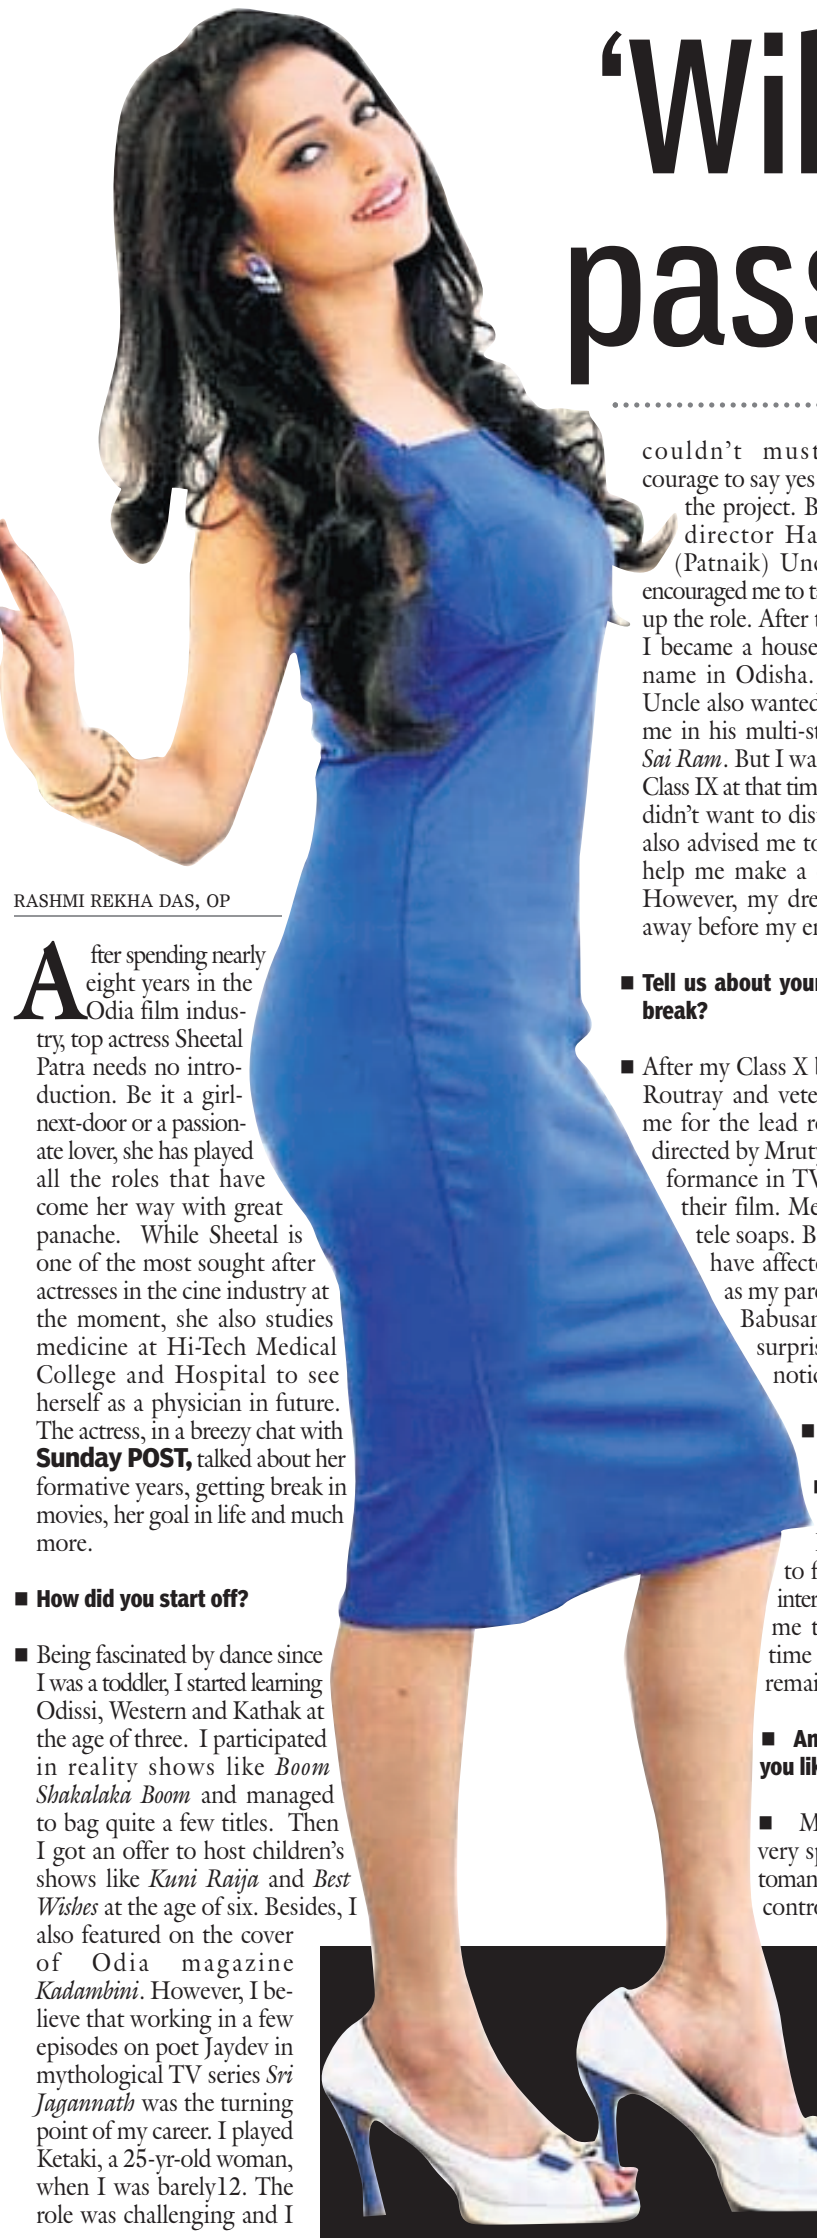 ‘Wil
pass
RASHMI REKHA DAS, OP
After spending nearly
eight years in the
Odia film indus-
try, top actress Sheetal
Patra needs no intro-
duction. Be it a girl-
next-door or a passion-
ate lover, she has played
all the roles that have
come her way with great
panache. While Sheetal is
one of the most sought after
actresses in the cine industry at
the moment, she also studies
medicine at Hi-Tech Medical
College and Hospital to see
herself as a physician in future.
The actress, in a breezy chat with
Sunday POST, talked about her
formative years, getting break in
movies, her goal in life and much
more.
■ How did you start off?
■ Being fascinated by dance since
I was a toddler, I started learning
Odissi, Western and Kathak at
the age of three. I participated
in reality shows like Boom
Shakalaka Boom and managed
to bag quite a few titles. Then
I got an offer to host children’s
shows like Kuni Raija and Best
Wishes at the age of six. Besides, I
also featured on the cover
of Odia magazine
Kadambini. However, I be-
lieve that working in a few
episodes on poet Jaydev in
mythological TV series Sri
Jagannath was the turning
point of my career. I played
Ketaki, a 25-yr-old woman,
when I was barely12. The
role was challenging and I
couldn’t must
courage to say yes
the project. B
director Ha
(Patnaik) Unc
encouraged me to t
up the role. After t
I became a house
name in Odisha.
Uncle also wanted
me in his multi-st
Sai Ram. But I wa
Class IX at that tim
didn’t want to dis
also advised me to
help me make a
However, my dre
away before my e
■ Tell us about your
break?
■ After my Class X b
Routray and vete
me for the lead r
directed by Mruty
formance in TV
their film. Me
tele soaps. B
have affect
as my par
Babusan
surpris
notic
■
to f
inter
me t
time
remai
■ An
you lik
■ M
very sp
toman
contro